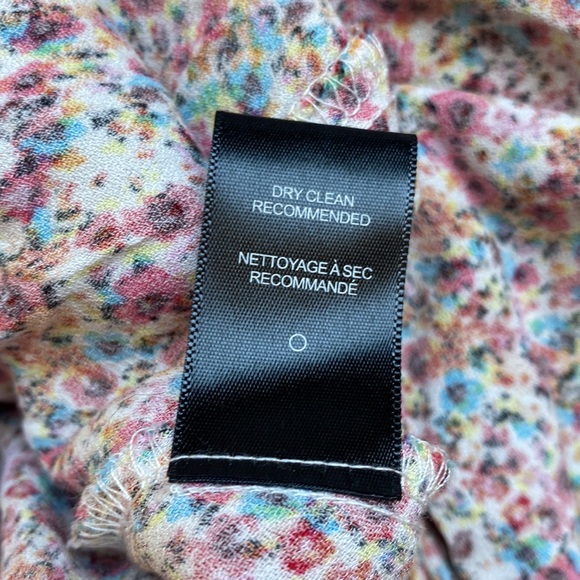 DRY CLEAN
RECOMMENDED
NETTOYAGE À SEC
RECOMMANDÉ